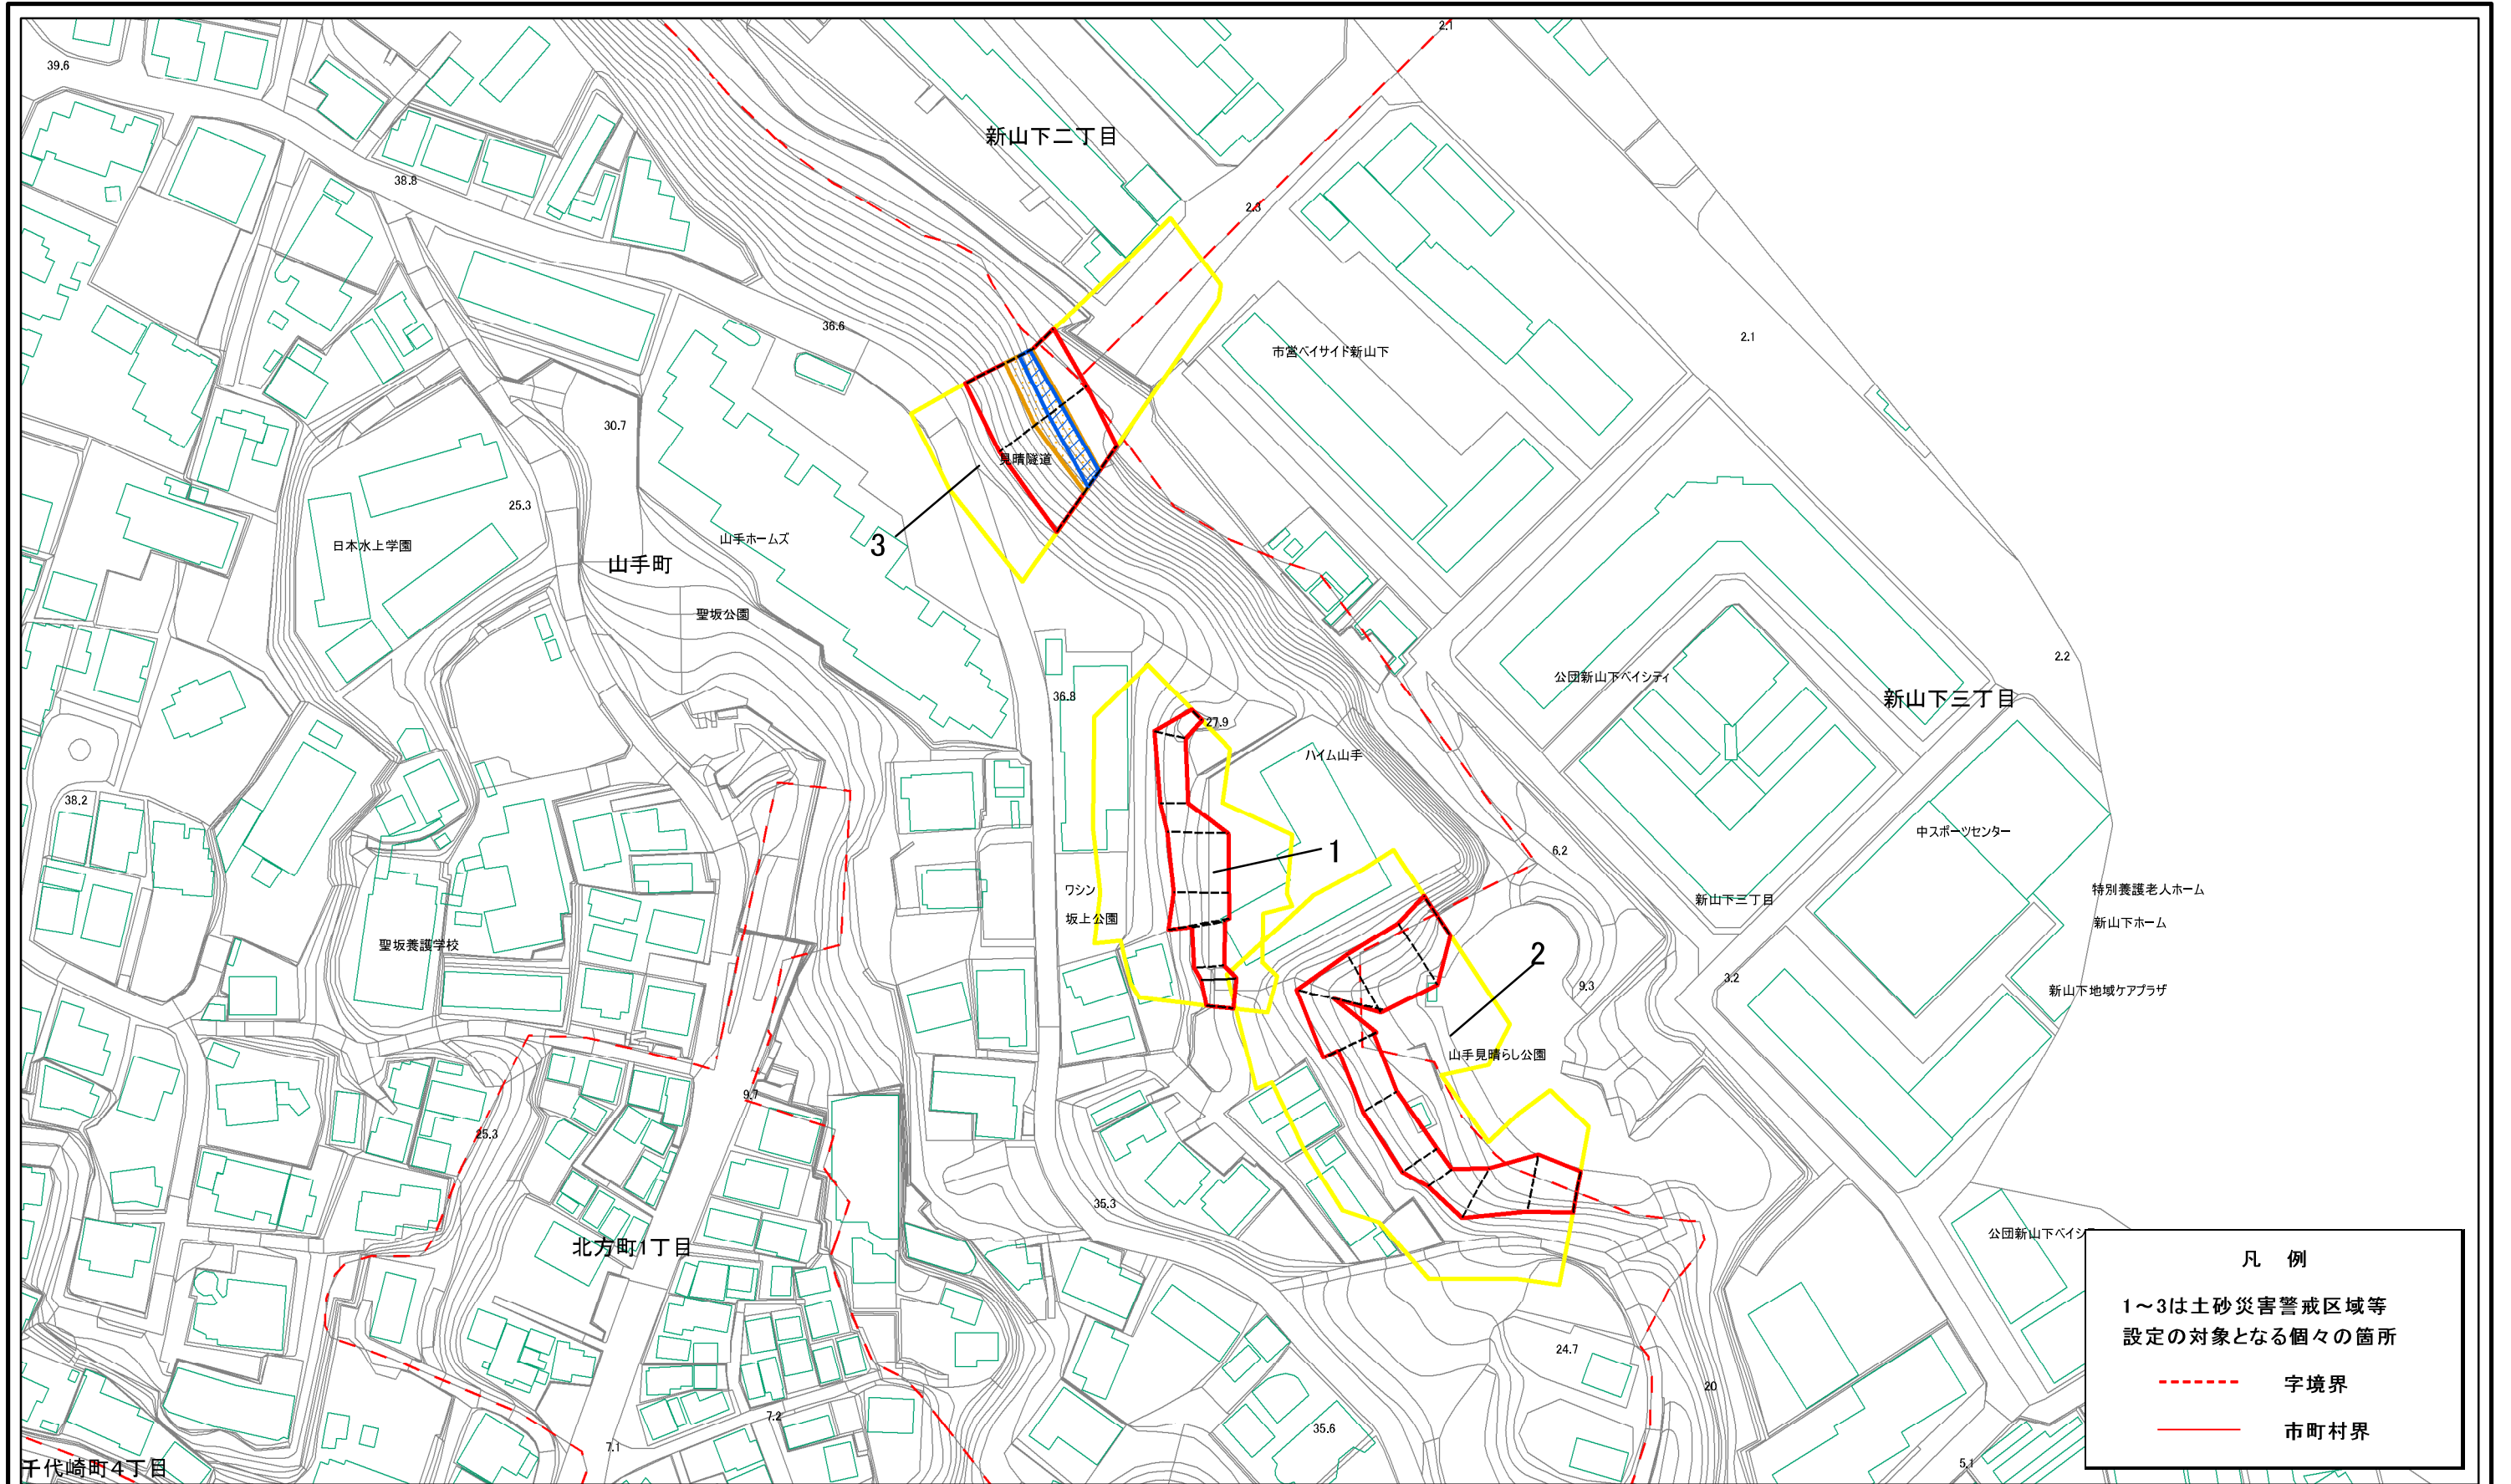 2.1
39.6
新山下二丁目
38.8
2.3
36.6
市営ベイサイド新山下
2.1
30.7
見晴隧道
25.3
日本水上学園
山手ホームズ
3
山手町
聖坂公園
2.2
公団新山下ベイシティ
36.8
新山下三丁目
27.9
ハイム山手
38.2
中スポーツセンター
1
6.2
ワシン
坂上公園
特別養護老人ホーム
新山下三丁目
新山下ホーム
聖坂養護学校
2
3.2
9.3
新山下地域ケアプラザ
山手見晴らし公園
9.7
25.3
35.3
公団新山下ベイシ
北方町1丁目
凡 例
1～3は土砂災害警戒区域等
設定の対象となる個々の箇所
24.7
字境界
20
7.2
35.6
市町村界
7.1
千代崎町4丁目
5.1